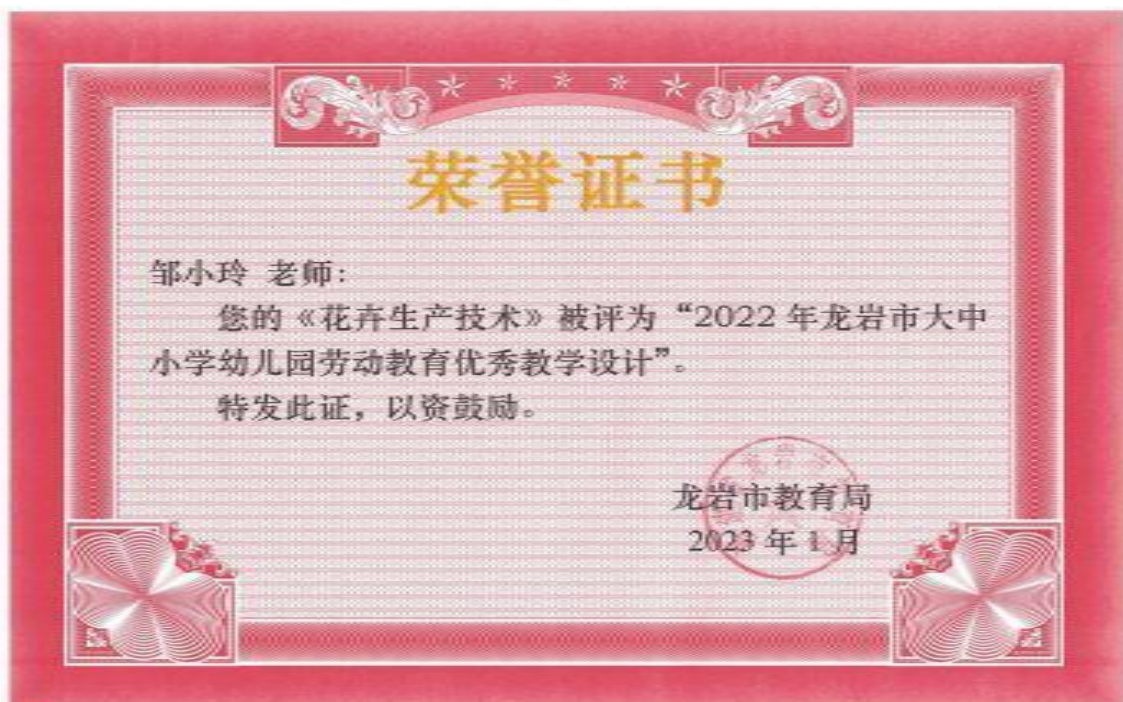 荣誉证书
邹小玲 老师:
您的《花卉生产技术》被评为“2022年龙岩市大中
小学幼儿园劳动教育优秀教学设计”。
特发此证，以资鼓励。
龙岩市教育局
2023年1月